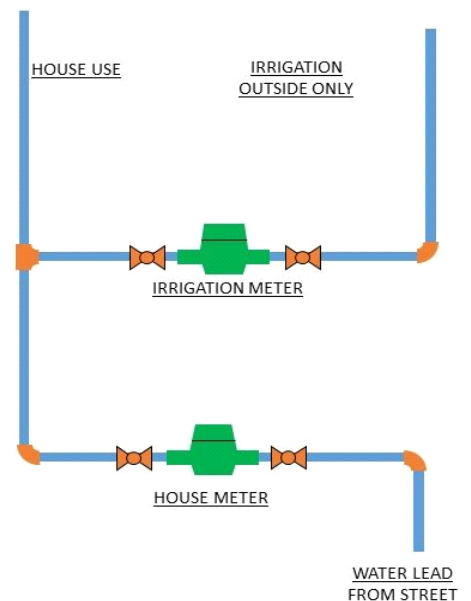 HOUSE USE
IRRIGATION
OUTSIDE ONLY
IRRIGATION METER
HOUSE METER
WATER LEAD
FROM STREET